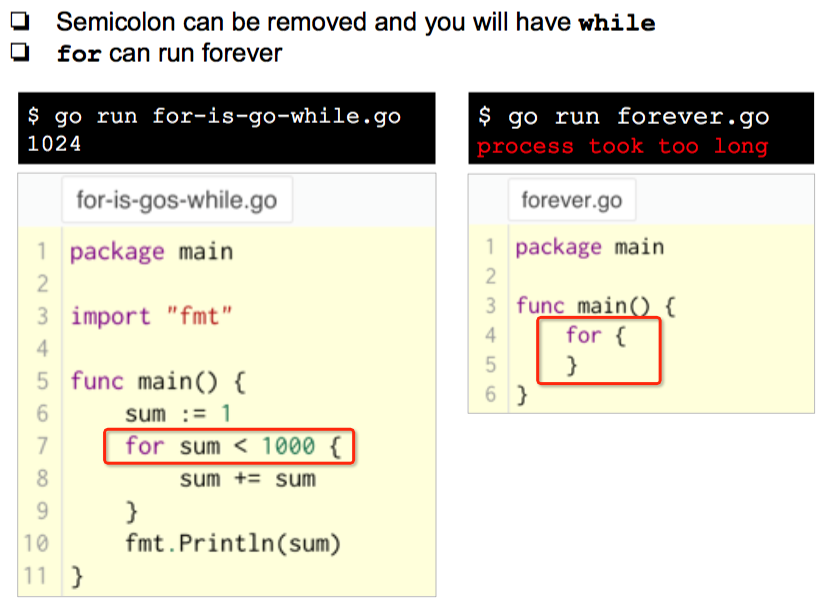 Semicolon can be removed and you will have while
for can run forever
$ go run for-is-go-while.go
1024
for-is-gos-while.go
1 package main
2
3 import "fmt"
4
5 func main() {
6 sum := 1
7 for sum < 1000 {
8 sum += sum
9 }
10 fmt.Println(sum)
11 }
$ go run forever.go
process took too long
forever.go
1 package main
2
3 func main() {
4 for {
5 }
6 }